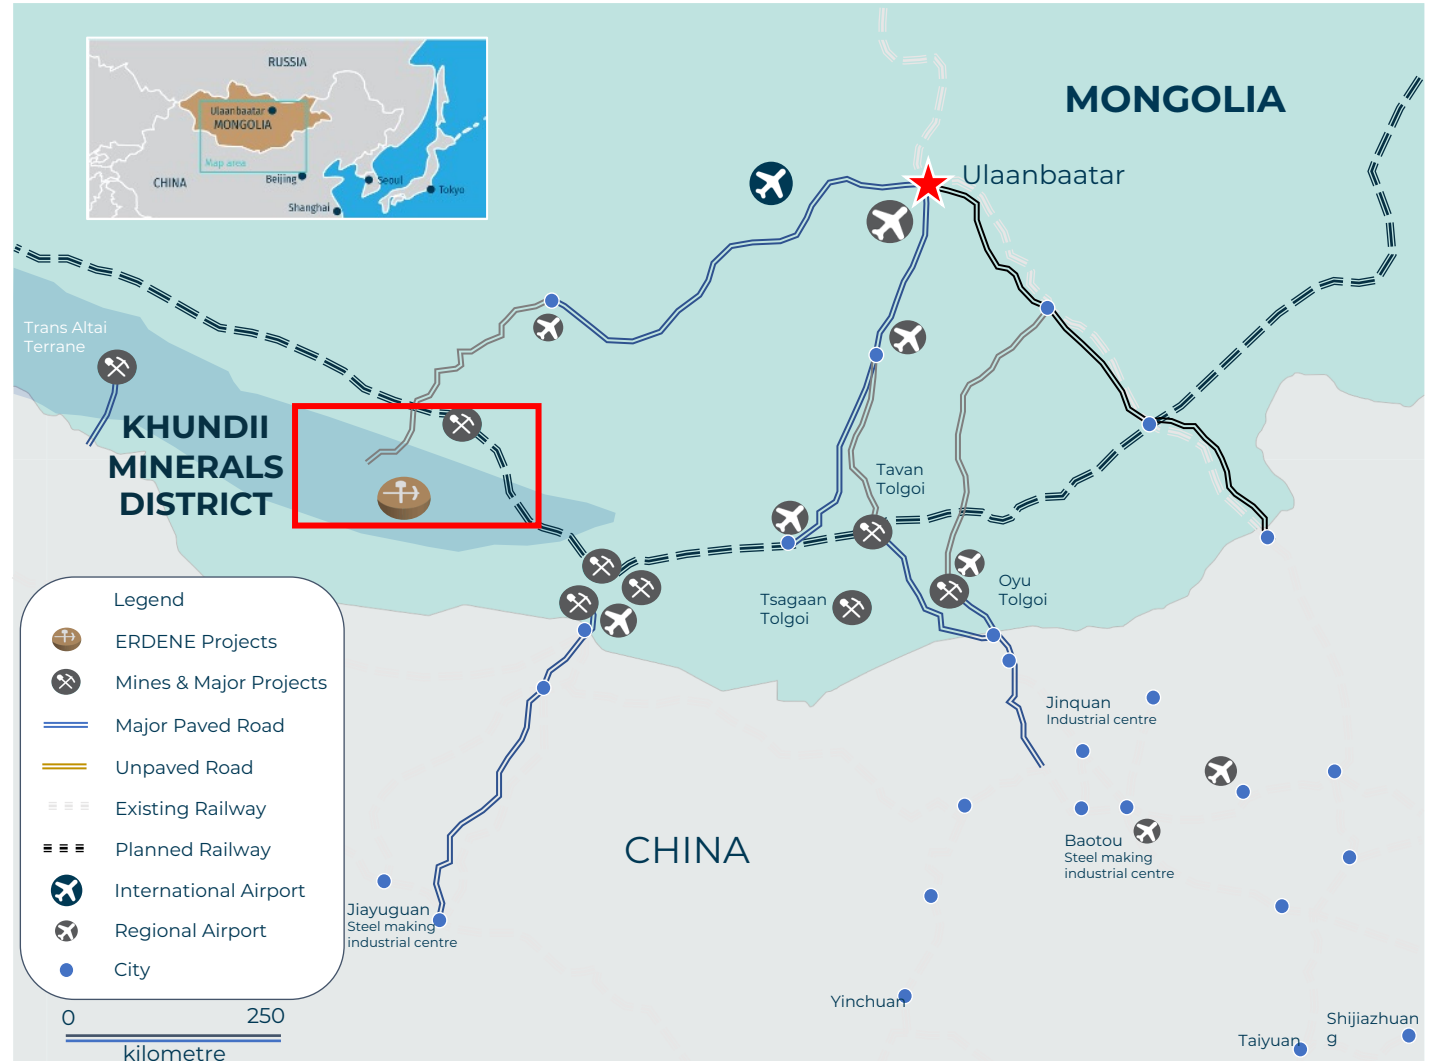 RUSSIA
Ulaanbaatar
MONGOLIA
Map area
CHINA
Beijing
Seoul
Tokyo
Shanghai
MONGOLIA
Ulaanbaatar
Trans Altai
Terrane
KHUNDII
MINERALS
DISTRICT
Tavan
Tolgoi
Tsagaan
Tolgoi
Oyu
Tolgoi
Legend
ERDENE Projects
Mines & Major Projects
Major Paved Road
Unpaved Road
Existing Railway
Planned Railway
International Airport
Regional Airport
City
0 250
kilometre
CHINA
Jinquan
Industrial centre
Baotou
Steel making
industrial centre
Jiayuguan
Steel making
industrial centre
Yinchuan
Taiyuan
Shijiazhuan
g